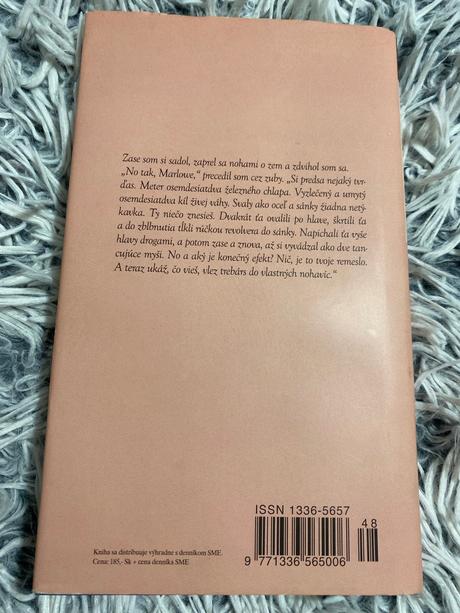 Zase som si sadol, zaprel sa nohami o zem a zdvihol som sa.
„No tak, Marlowe,“ precedil som cez zuby. „Si predsa nejaký tvr-
ďas. Meter osemdesiatdva železného chlapa. Vyzlečený a umytý
osemdesiatdva kíl živej váhy. Svaly ako oceľ a sánky žiadna netý-
kavka. Ty niečo znesieš. Dvakrát ťa ovalili po hlave, škrtili ťa
a do zblbnutia tĺkli ničkou revolvera do sánky. Napichali ťa vyše
hlavy drogami, a potom zase a znova, až si vyvádzal ako dve tan-
cujúce myši. No a aký je konečný efekt? Nič, je to tvoje remeslo.
A teraz ukáž, čo vieš, vlez trebárs do vlastných nohavíc.“
ISSN 1336-5657
48
9 771336 565006
Kniha sa distribuuje výhradne s denníkom SME.
Cena: 185,- Sk + cena denníka SME